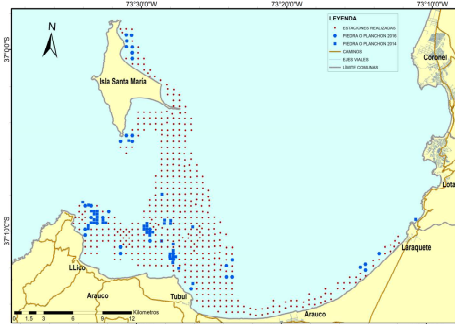 73°30'0"W
73°20'0"W
73°10'0"W
LEYENDA
ESTACIONES REALIZADAS
PIEDRA O PLANCHON 2016
PIEDRA O PLANCHON 2014
CAMINOS
EJES VIALES
LIMITE COMUNAS
N
37°0'0"S
Coronel
Isla Santa Maria
Lota
37°10'0"S
Laraquete
LLico
Arauco
Tubul
Arauco
0 1.5 3 6 9 12
Kilometros